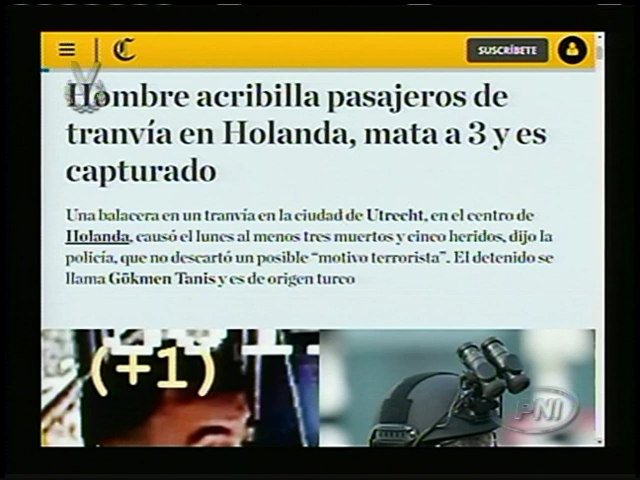 C
SUSCRÍBETE
Hombre acribilla pasajeros de
tranvía en Holanda, mata a 3 y es
capturado
Una balacera en un tranvía en la ciudad de Utrecht, en el centro de
Holanda, causó el lunes al menos tres muertos y cinco heridos, dijo la
policía, que no descartó un posible “motivo terrorista”. El detenido se
llama Gökmen Tanis y es de origen turco
(+1)
PNI